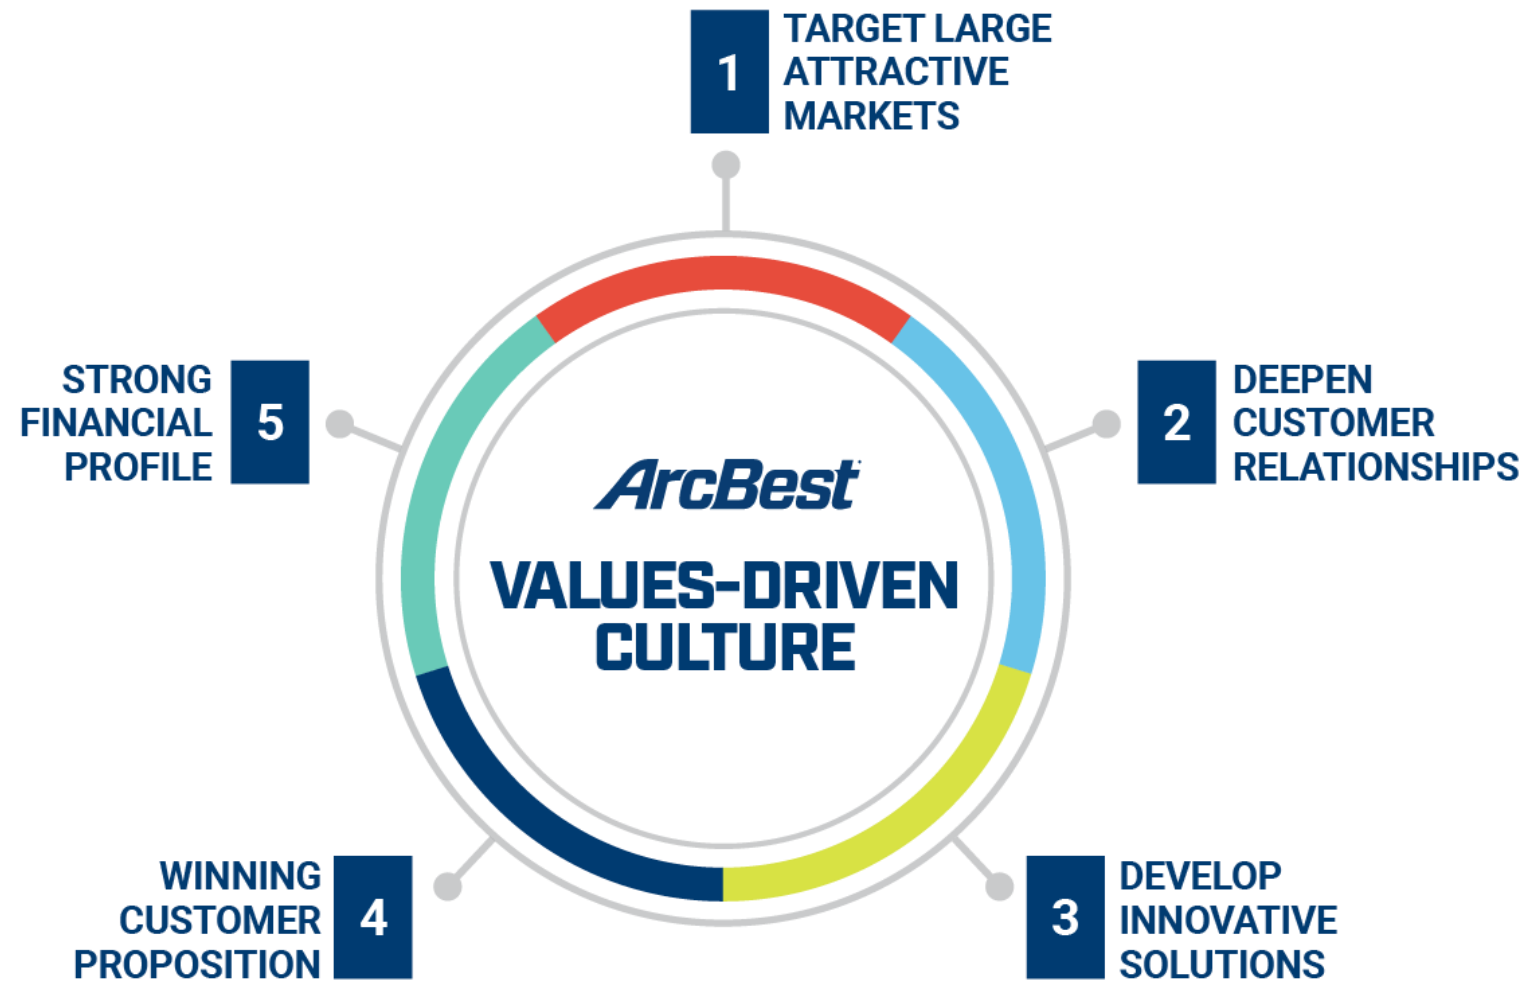 1
TARGET LARGE
ATTRACTIVE
MARKETS
2
DEEPEN
CUSTOMER
RELATIONSHIPS
3
DEVELOP
INNOVATIVE
SOLUTIONS
4
WINNING
CUSTOMER
PROPOSITION
5
STRONG
FINANCIAL
PROFILE
ArcBest
VALUES-DRIVEN
CULTURE